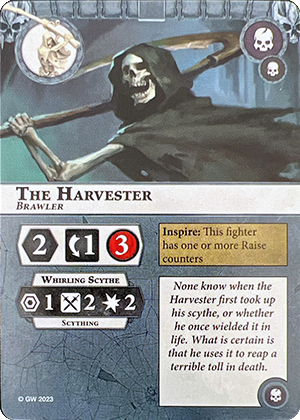 The Harvester
Brawler
2 1 3
Inspire: This fighter
has one or more Raise
counters
Whirling Scythe
1 2 2
Scything
None know when the
Harvester first took up
his scythe, or whether
he once wielded it in
life. What is certain is
that he uses it to reap a
terrible toll in death.
© GW 2023